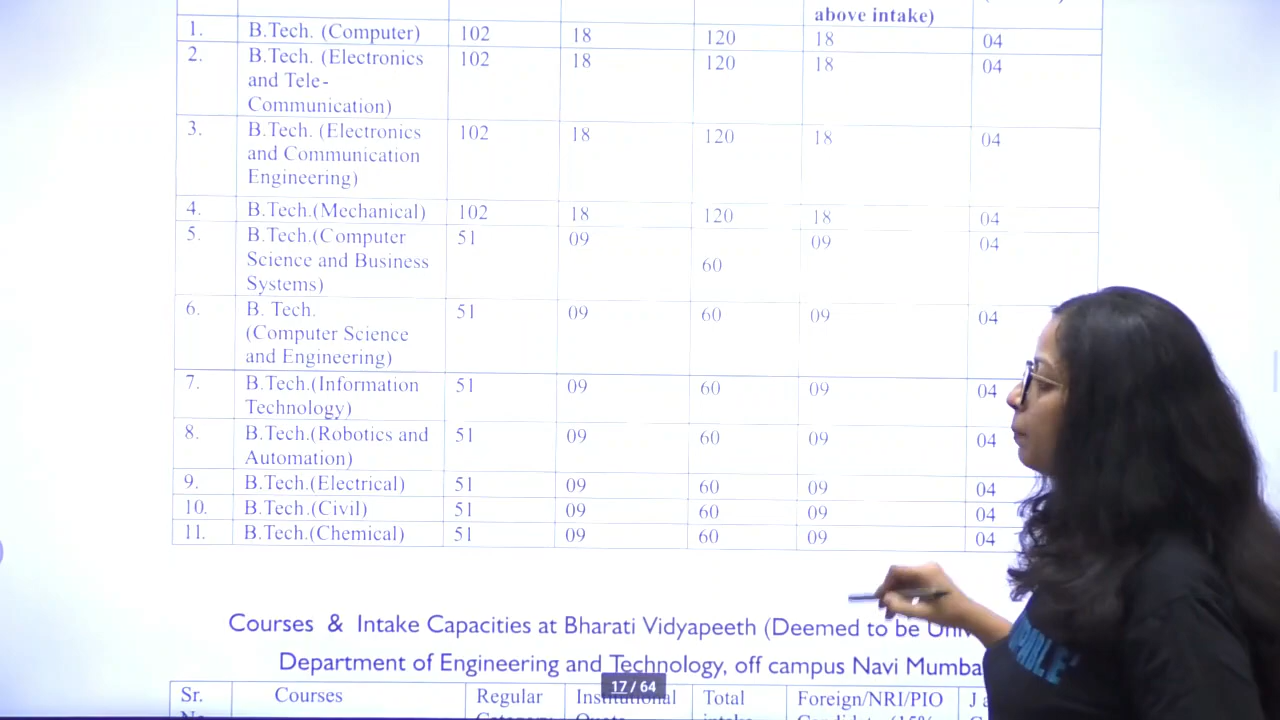 above intake)
1. B.Tech. (Computer) 102 18 120 18 04
2. B.Tech. (Electronics 102 18 120 18 04
and Tele-
Communication)
3. B.Tech. (Electronics 102 18 120 18 04
and Communication
Engineering)
4. B.Tech.(Mechanical) 102 18 120 18 04
5. B.Tech.(Computer 51 09 09 04
Science and Business 60
Systems)
6. B. Tech. 51 09 60 09 04
(Computer Science
and Engineering)
7. B.Tech.(Information 51 09 60 09 04
Technology)
8. B.Tech.(Robotics and 51 09 60 09 04
Automation)
9. B.Tech.(Electrical) 51 09 60 09 04
10. B.Tech.(Civil) 51 09 60 09 04
11. B.Tech.(Chemical) 51 09 60 09 04
Courses & Intake Capacities at Bharati Vidyapeeth (Deemed to be
Department of Engineering and Technology, off campus Navi Mumba
17 / 64
Sr. Courses Regular Institutional Total Foreign/NRI/PIO J